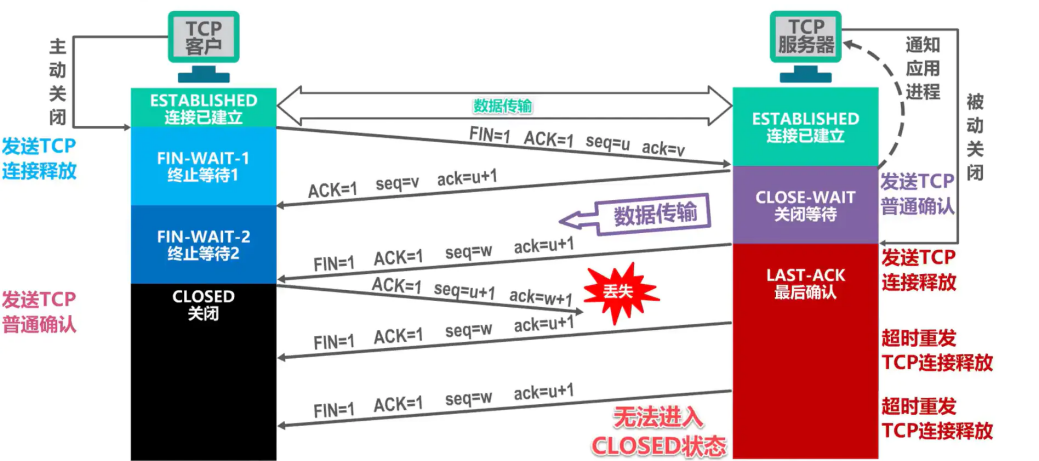 TCP
客户
TCP
服务器
主
动
关
闭
通知
应用
进程
被
动
关
闭
ESTABLISHED
连接已建立
数据传输
ESTABLISHED
连接已建立
FIN=1 ACK=1 seq=u ack=v
发送TCP
连接释放
FIN-WAIT-1
终止等待1
ACK=1 seq=v ack=u+1
CLOSE-WAIT
关闭等待
发送TCP
普通确认
数据传输
FIN-WAIT-2
终止等待2
FIN=1 ACK=1 seq=w ack=u+1
LAST-ACK
最后确认
发送TCP
连接释放
发送TCP
普通确认
CLOSED
关闭
ACK=1 seq=u+1 ack=w+1
丢失
FIN=1 ACK=1 seq=w ack=u+1
超时重发
TCP连接释放
FIN=1 ACK=1 seq=w ack=u+1
无法进入
CLOSED状态
超时重发
TCP连接释放